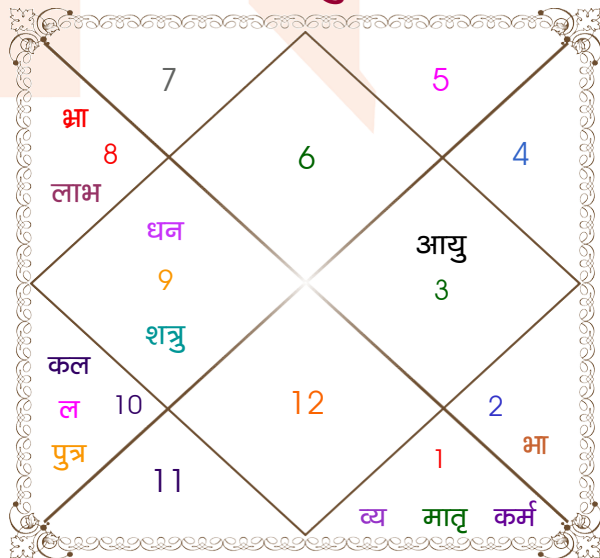 7 5
भ्रा
8 6 4
लाभ
धन
आयु
9 3
शत्रु
कल
ल 10 12 2
पुत्र
भा
11 1
व्य मातृ कर्म